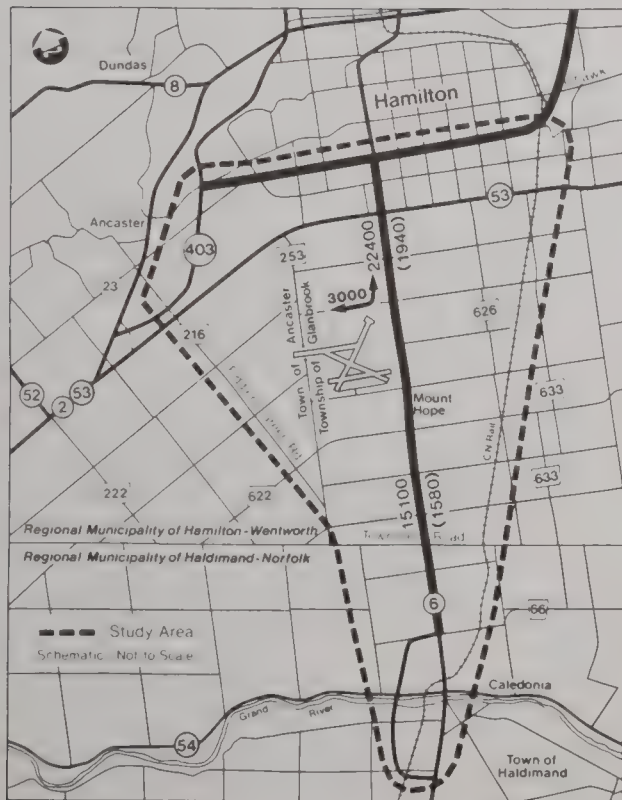 Dundas
8
Hamilton
Ancaster
403
53
253
22400
(1940)
3000
23
216
Town of Ancaster
Township of Glanbrook
626
52
2
53
Mount
Hope
633
C N Rail
222
622
15100
(1580)
633
Regional Municipality of Hamilton-Wentworth
Regional Municipality of Haldimand-Norfolk
Road
6
66
Study Area
Schematic Not to Scale
Caledonia
Grand River
54
Town of
Haldimand